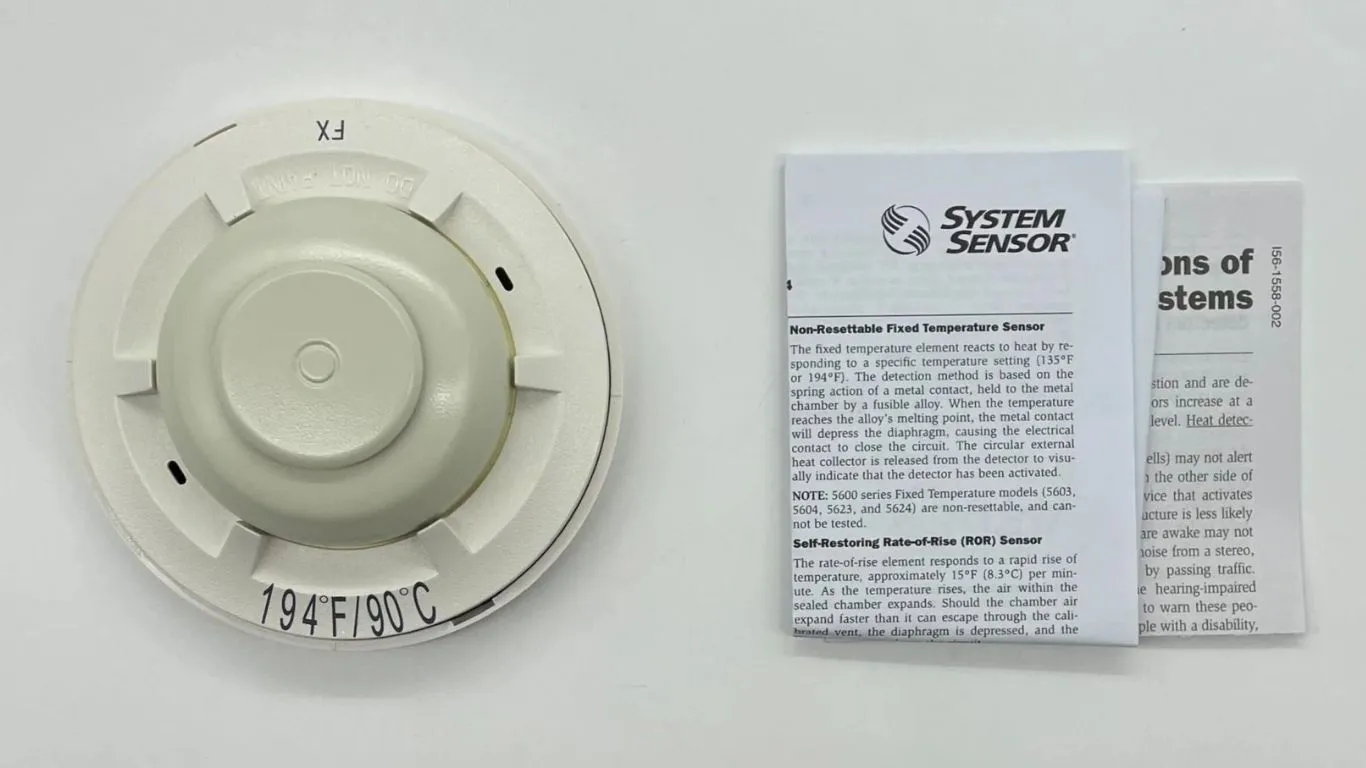 FX
DO NOT PAINT
194°F/90°C
SYSTEM
SENSOR®
4
Non-Resettable Fixed Temperature Sensor
The fixed temperature element reacts to heat by re-
sponding to a specific temperature setting (135°F
or 194°F). The detection method is based on the
spring action of a metal contact, held to the metal
chamber by a fusible alloy. When the temperature
reaches the alloy's melting point, the metal contact
will depress the diaphragm, causing the electrical
contact to close the circuit. The circular external
heat collector is released from the detector to visu-
ally indicate that the detector has been activated.
NOTE: 5600 series Fixed Temperature models (5603,
5604, 5623, and 5624) are non-resettable, and can-
not be tested.
Self-Restoring Rate-of-Rise (ROR) Sensor
The rate-of-rise element responds to a rapid rise of
temperature, approximately 15°F (8.3°C) per min-
ute. As the temperature rises, the air within the
sealed chamber expands. Should the chamber air
expand faster than it can escape through the cali-
brated vent, the diaphragm is depressed, and the
ons of
stems
I56-1558-002
stion and are de-
ors increase at a
level. Heat detec-
ells) may not alert
n the other side of
vice that activates
ucture is less likely
are awake may not
noise from a stereo,
by passing traffic.
e hearing-impaired
to warn these peo-
ple with a disability,